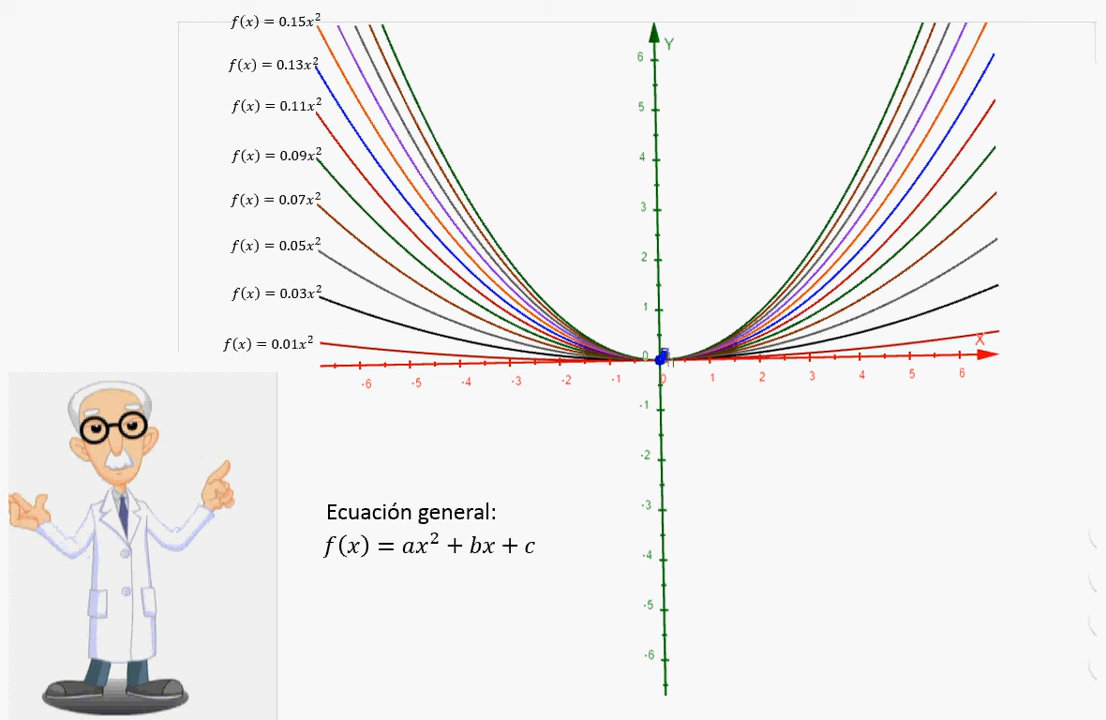 f(x) = 0.15x²
f(x) = 0.13x²
f(x) = 0.11x²
f(x) = 0.09x²
f(x) = 0.07x²
f(x) = 0.05x²
f(x) = 0.03x²
f(x) = 0.01x²
Y
6
5
4
3
2
1
0
-1
-2
-3
-4
-5
-6
X
-6 -5 -4 -3 -2 -1 0 1 2 3 4 5 6
Ecuación general:
f(x) = ax² + bx + c